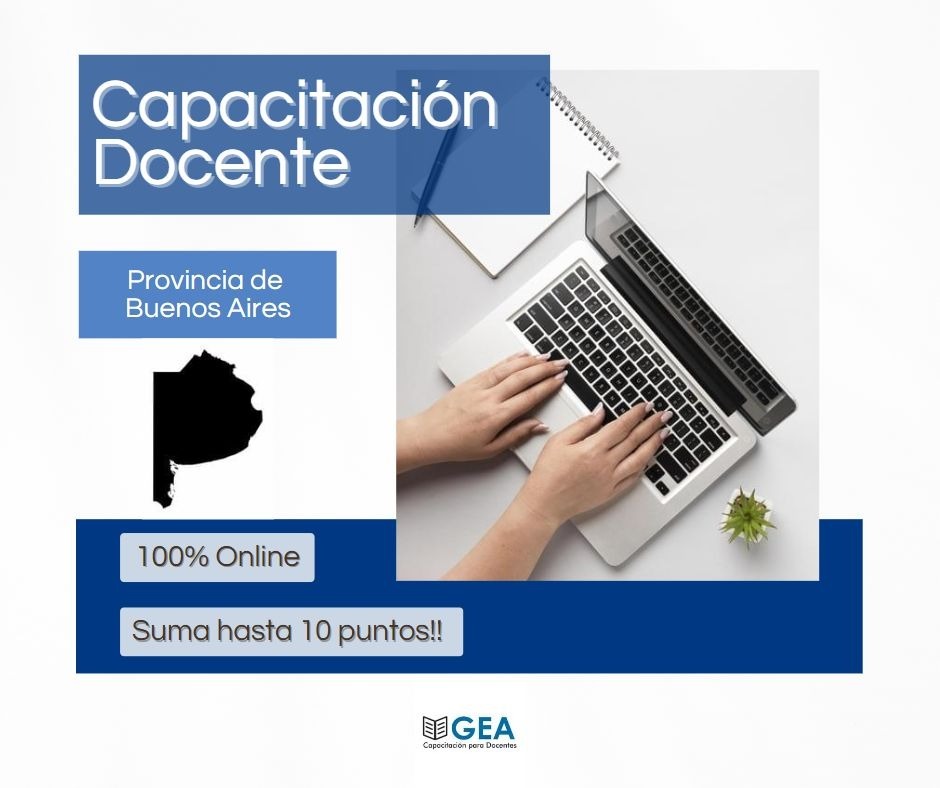 Capacitación
Docente
Provincia de
Buenos Aires
100% Online
Suma hasta 10 puntos!!
GEA
Capacitación para Docentes